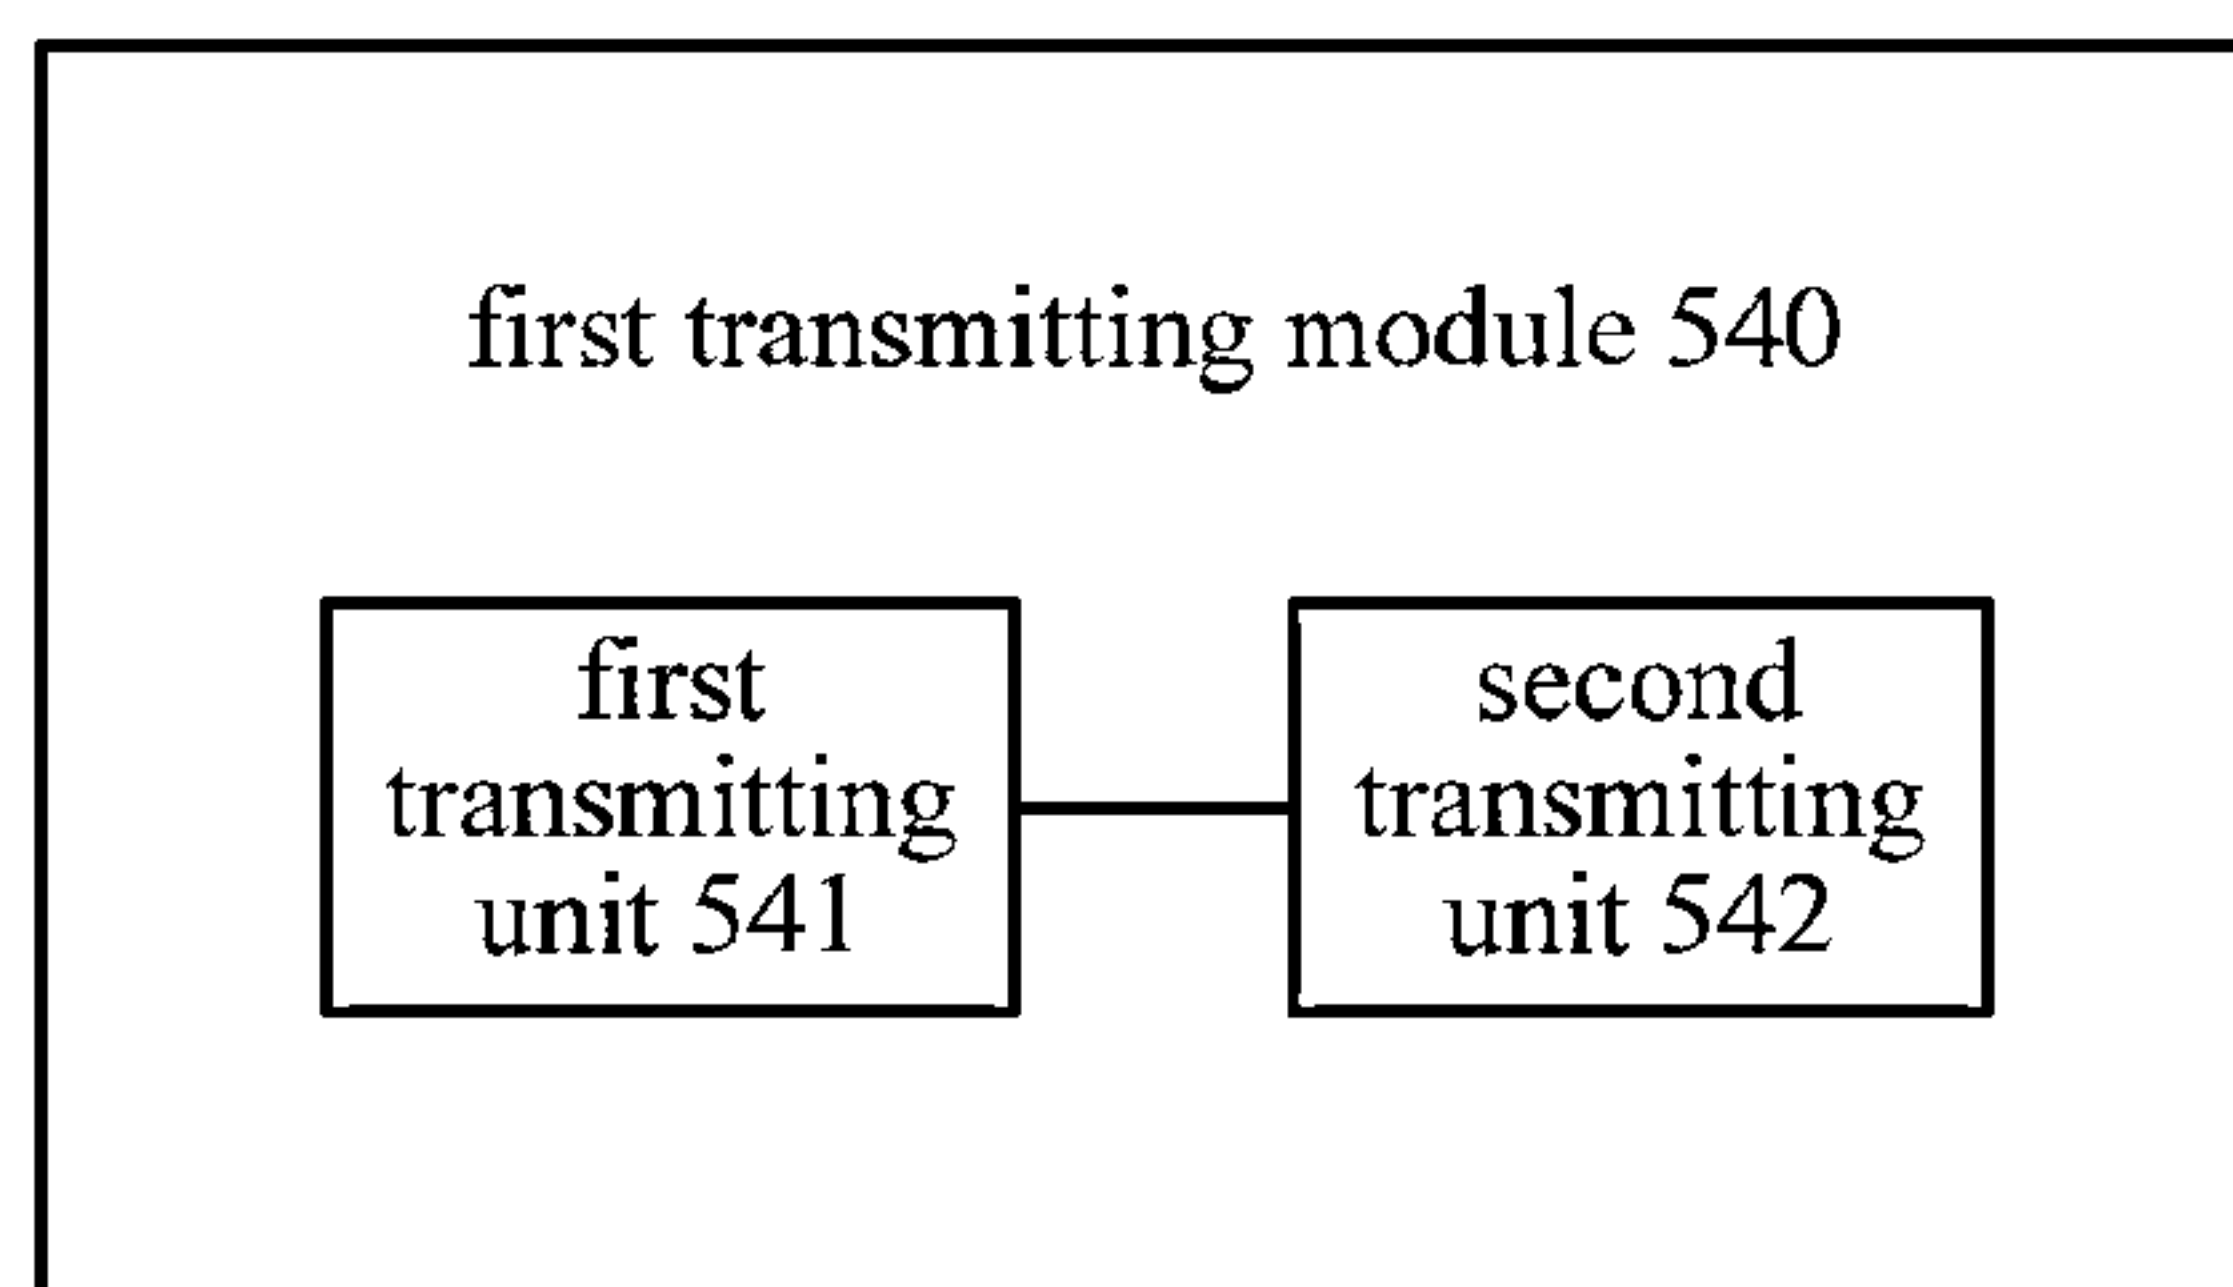 first transmitting module 540
first
transmitting
unit 541
second
transmitting
unit 542